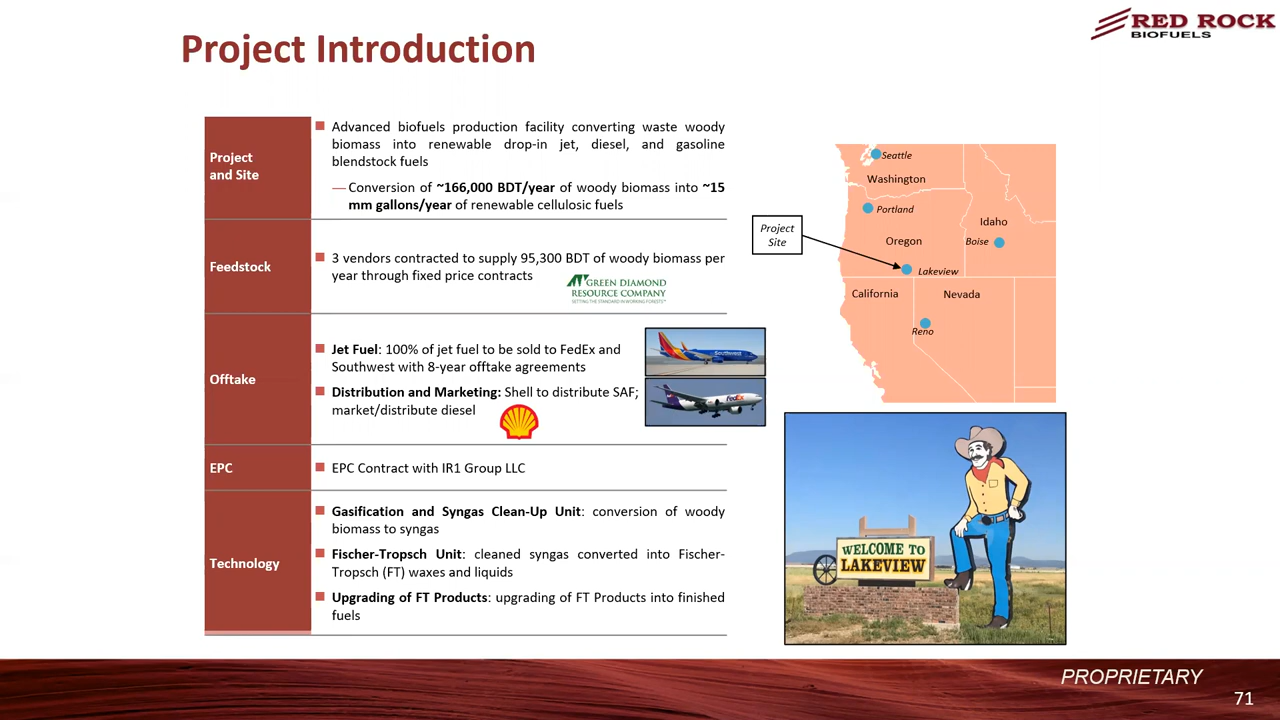 Project Introduction
RED ROCK
BIOFUELS
Project
and Site
Advanced biofuels production facility converting waste woody
biomass into renewable drop-in jet, diesel, and gasoline
blendstock fuels
— Conversion of ~166,000 BDT/year of woody biomass into ~15
mm gallons/year of renewable cellulosic fuels
Feedstock
3 vendors contracted to supply 95,300 BDT of woody biomass per
year through fixed price contracts
GREEN DIAMOND
RESOURCE COMPANY
SETTING THE STANDARD IN WORKING FORESTS
Offtake
Jet Fuel: 100% of jet fuel to be sold to FedEx and
Southwest with 8-year offtake agreements
Distribution and Marketing: Shell to distribute SAF;
market/distribute diesel
Southwest
FedEx
EPC
EPC Contract with IR1 Group LLC
Technology
Gasification and Syngas Clean-Up Unit: conversion of woody
biomass to syngas
Fischer-Tropsch Unit: cleaned syngas converted into Fischer-
Tropsch (FT) waxes and liquids
Upgrading of FT Products: upgrading of FT Products into finished
fuels
Seattle
Washington
Portland
Idaho
Project
Site
Oregon
Boise
Lakeview
California
Nevada
Reno
WELCOME TO
LAKEVIEW
PROPRIETARY
71